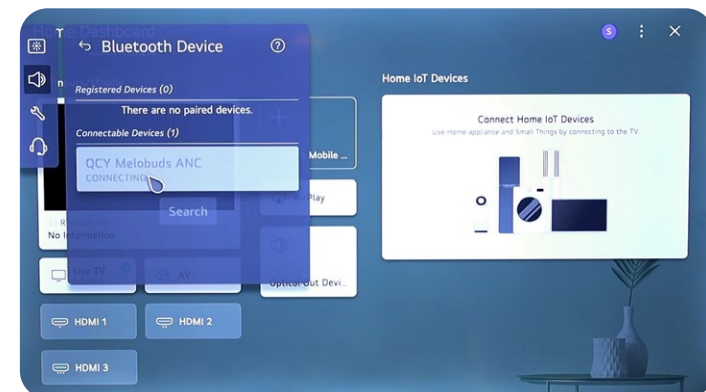 Bluetooth Device
?
S
Registered Devices (0)
There are no paired devices.
Connectable Devices (1)
QCY Melobuds ANC
CONNECTING
Search
Home IoT Devices
Connect Home IoT Devices
Use Home appliance and Small Things by connecting to the TV.
Mobile ...
AirPlay
No Information
Live TV
AV
Optical Out Devi...
HDMI 1
HDMI 2
HDMI 3